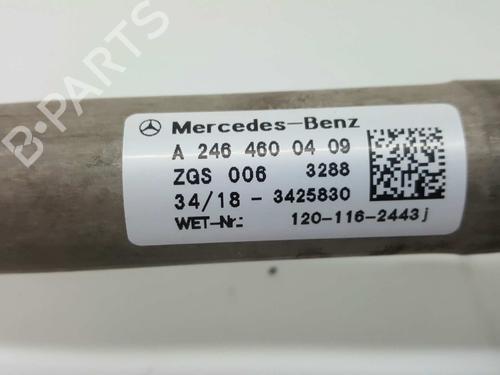 B-PARTS
Mercedes-Benz
A 246 460 04 09
ZGS 006 3288
34/18 - 3425830
WET-Nr.: 120-116-2443j